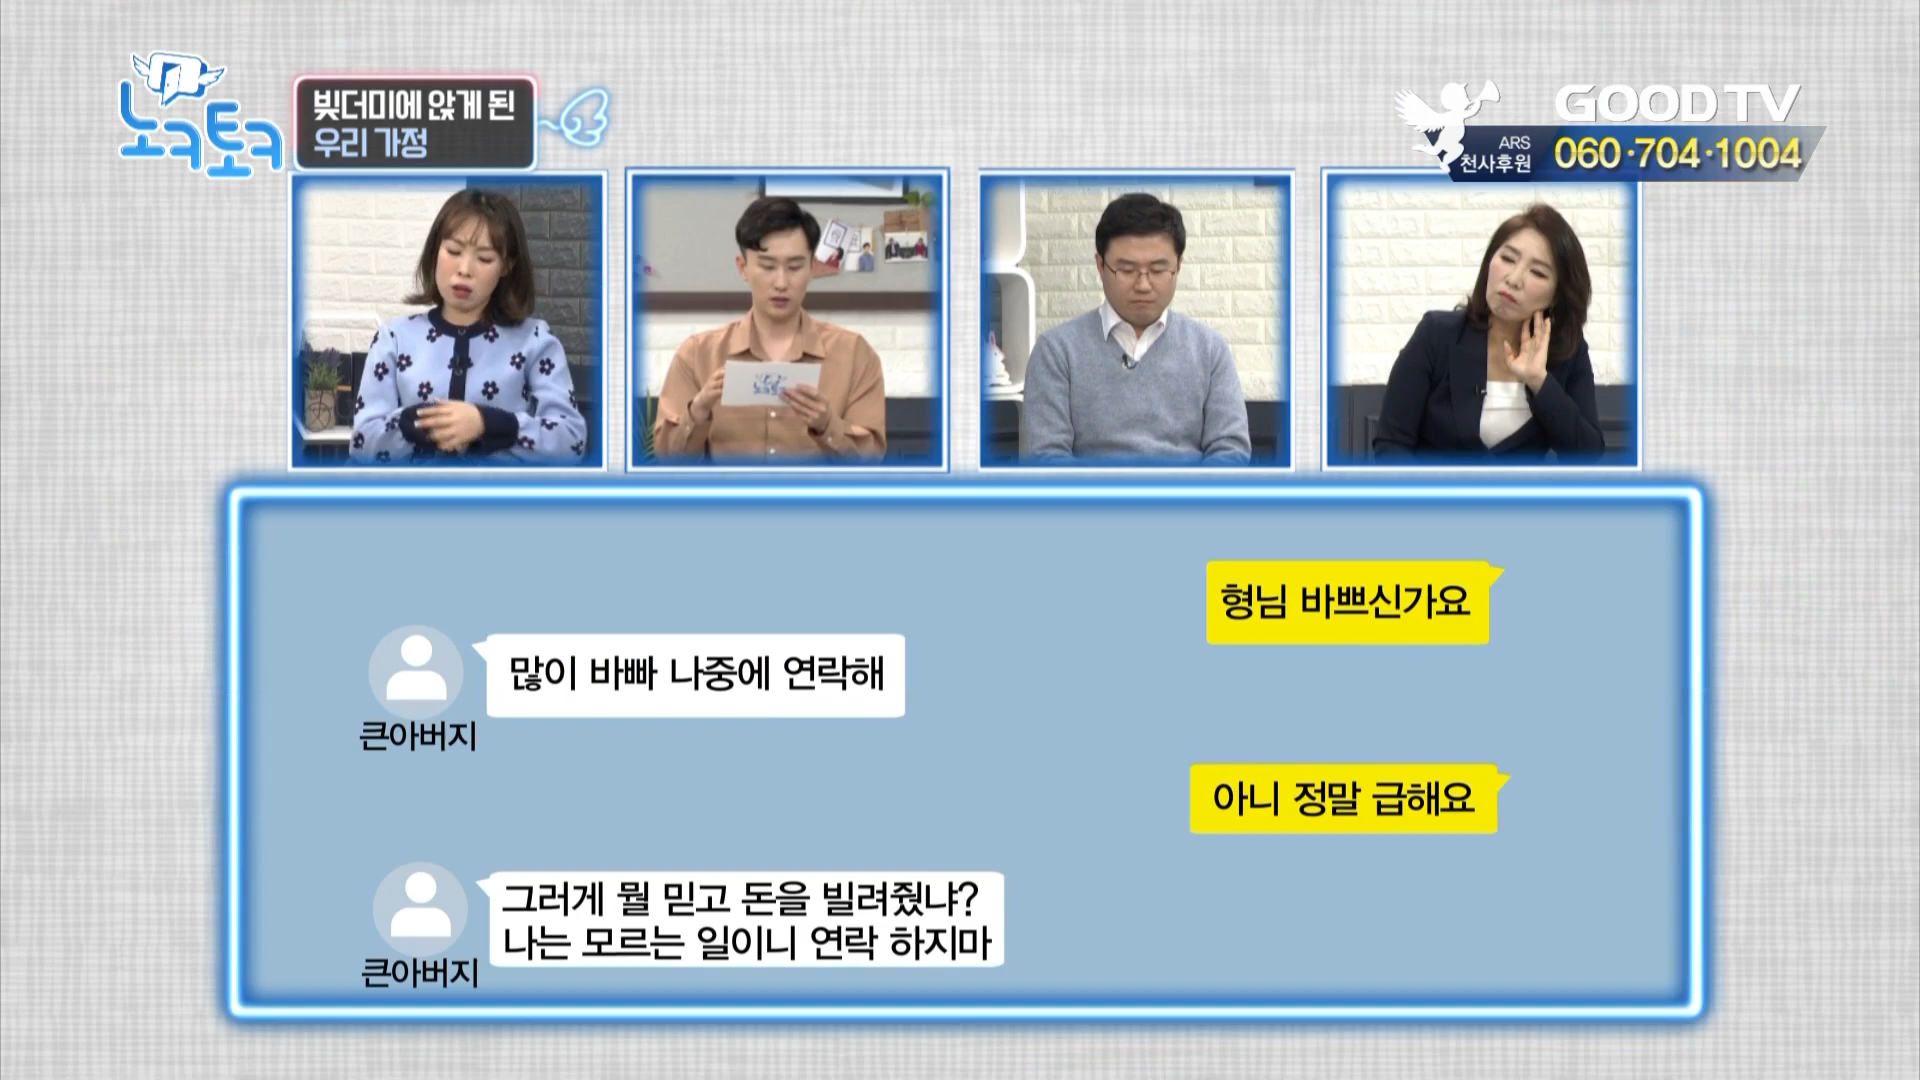 노크토크
빚더미에 앉게 된
우리 가정
GOODTV
ARS
천사후원
060·704·1004
노크토크
형님 바쁘신가요
많이 바빠 나중에 연락해
큰아버지
아니 정말 급해요
그러게 뭘 믿고 돈을 빌려줬냐?
나는 모르는 일이니 연락 하지마
큰아버지